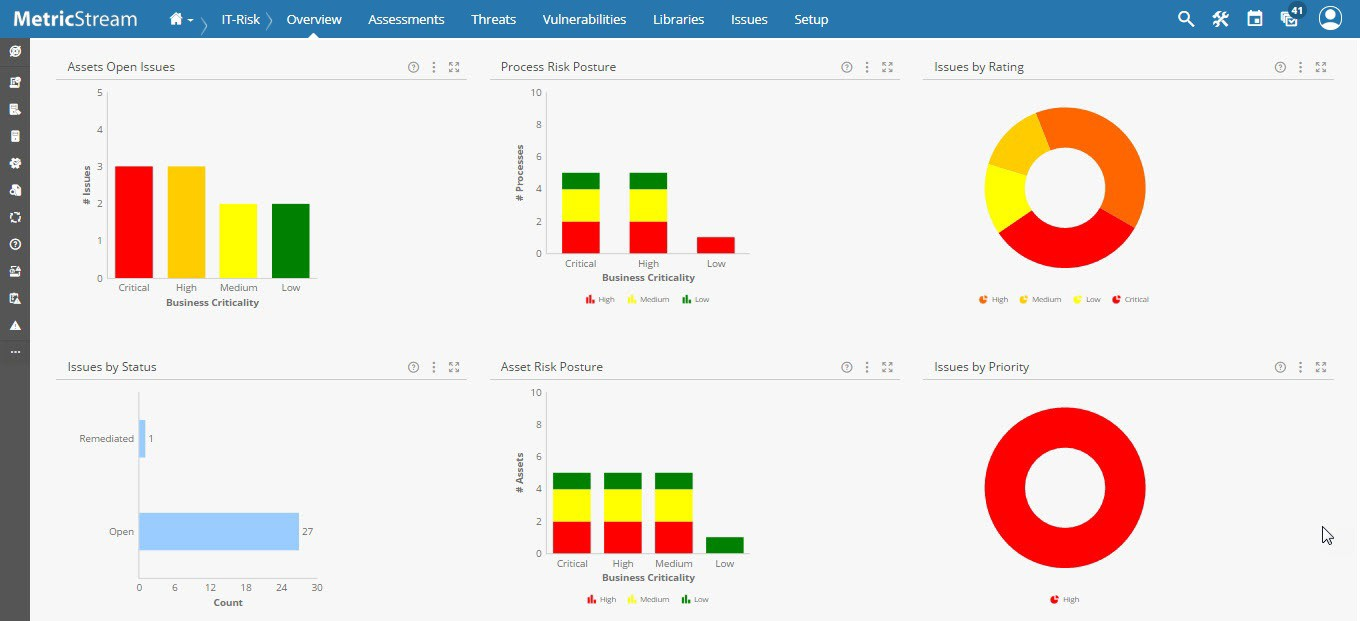 MetricStream IT-Risk Overview Assessments Threats Vulnerabilities Libraries Issues Setup 41
Assets Open Issues
5
4
3
2
1
0
# Issues
Critical High Medium Low
Business Criticality
Process Risk Posture
10
8
6
4
2
0
# Processes
Critical High Low
Business Criticality
High Medium Low
Issues by Rating
High Medium Low Critical
Issues by Status
Remediated 1
Open 27
0 6 12 18 24 30
Count
Asset Risk Posture
10
8
6
4
2
0
# Assets
Critical High Medium Low
Business Criticality
High Medium Low
Issues by Priority
High